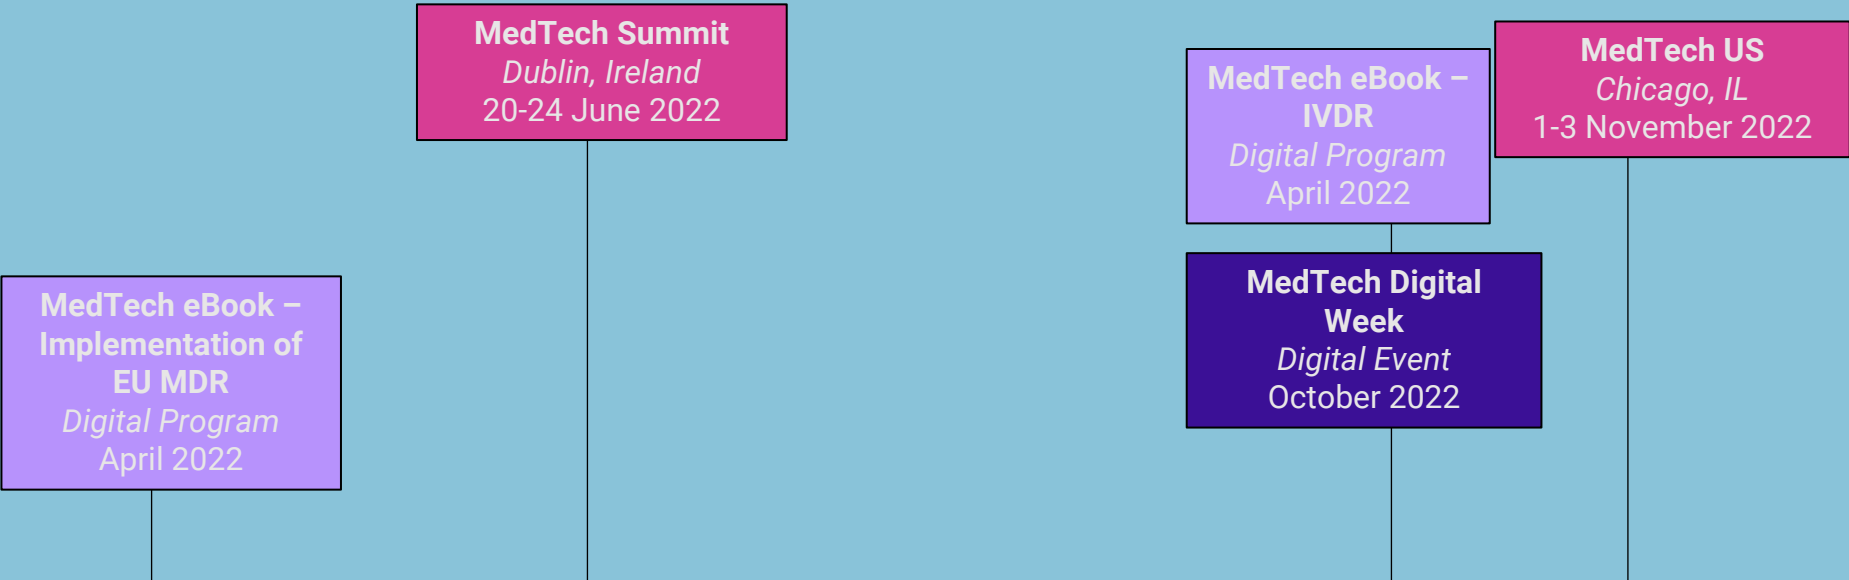 MedTech Summit
Dublin, Ireland
20-24 June 2022
MedTech US
Chicago, IL
1-3 November 2022
MedTech eBook –
IVDR
Digital Program
April 2022
MedTech Digital
Week
Digital Event
October 2022
MedTech eBook –
Implementation of
EU MDR
Digital Program
April 2022